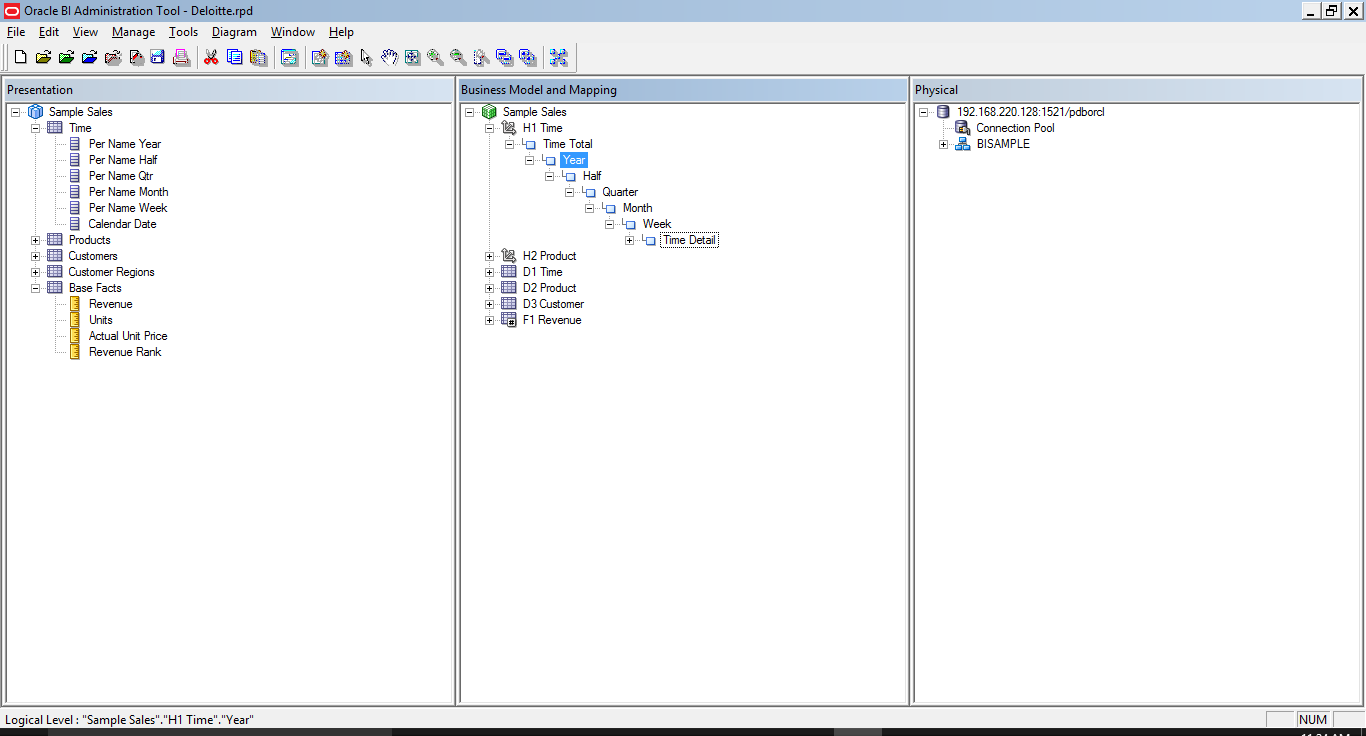 Oracle BI Administration Tool - Deloitte.rpd
File Edit View Manage Tools Diagram Window Help
Presentation
Sample Sales
Time
Per Name Year
Per Name Half
Per Name Qtr
Per Name Month
Per Name Week
Calendar Date
Products
Customers
Customer Regions
Base Facts
Revenue
Units
Actual Unit Price
Revenue Rank
Business Model and Mapping
Sample Sales
H1 Time
Time Total
Year
Half
Quarter
Month
Week
Time Detail
H2 Product
D1 Time
D2 Product
D3 Customer
F1 Revenue
Physical
192.168.220.128:1521/pdborcl
Connection Pool
BISAMPLE
Logical Level : "Sample Sales"."H1 Time"."Year"
NUM